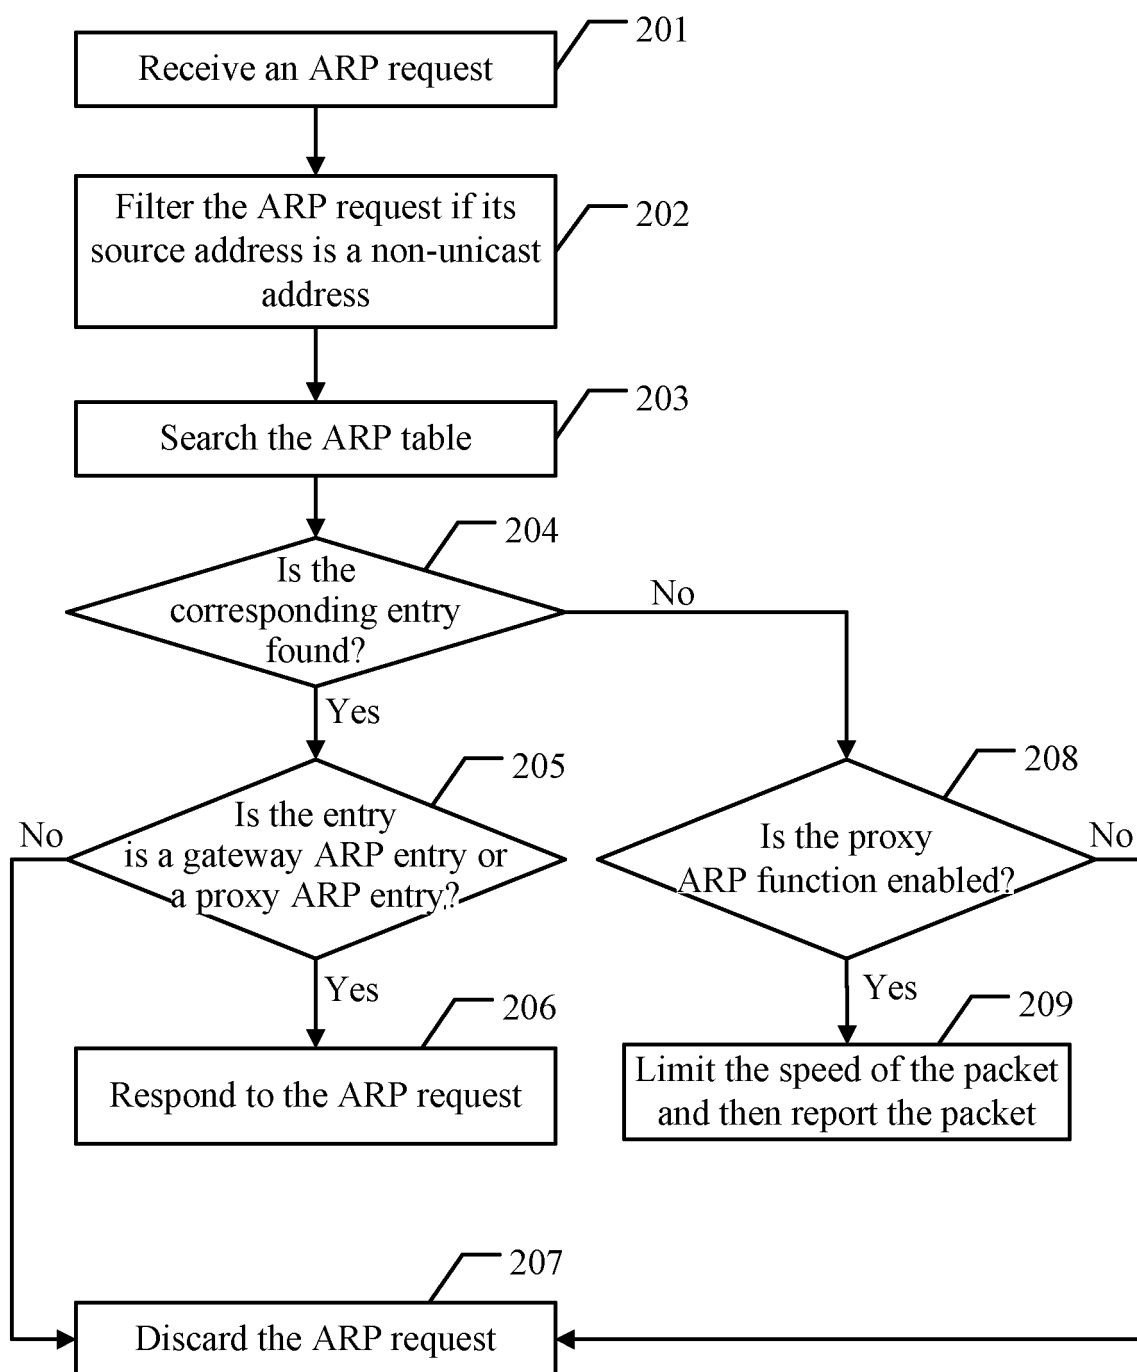 201
Receive an ARP request
202
Filter the ARP request if its
source address is a non-unicast
address
203
Search the ARP table
204
Is the
corresponding entry
found?
No
Yes
205
Is the entry
is a gateway ARP entry or
a proxy ARP entry?
No
208
Is the proxy
ARP function enabled?
No
Yes
206
Respond to the ARP request
Yes
209
Limit the speed of the packet
and then report the packet
207
Discard the ARP request